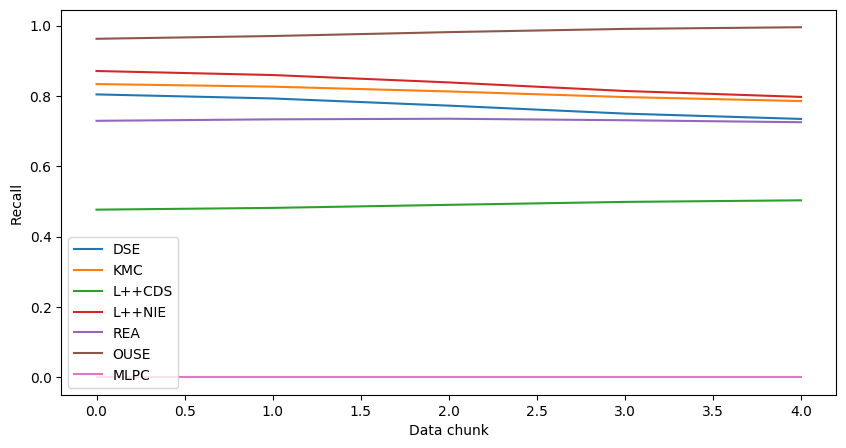 1.0
0.8
0.6
0.4
0.2
0.0
Recall
DSE
KMC
L++CDS
L++NIE
REA
OUSE
MLPC
0.0 0.5 1.0 1.5 2.0 2.5 3.0 3.5 4.0
Data chunk